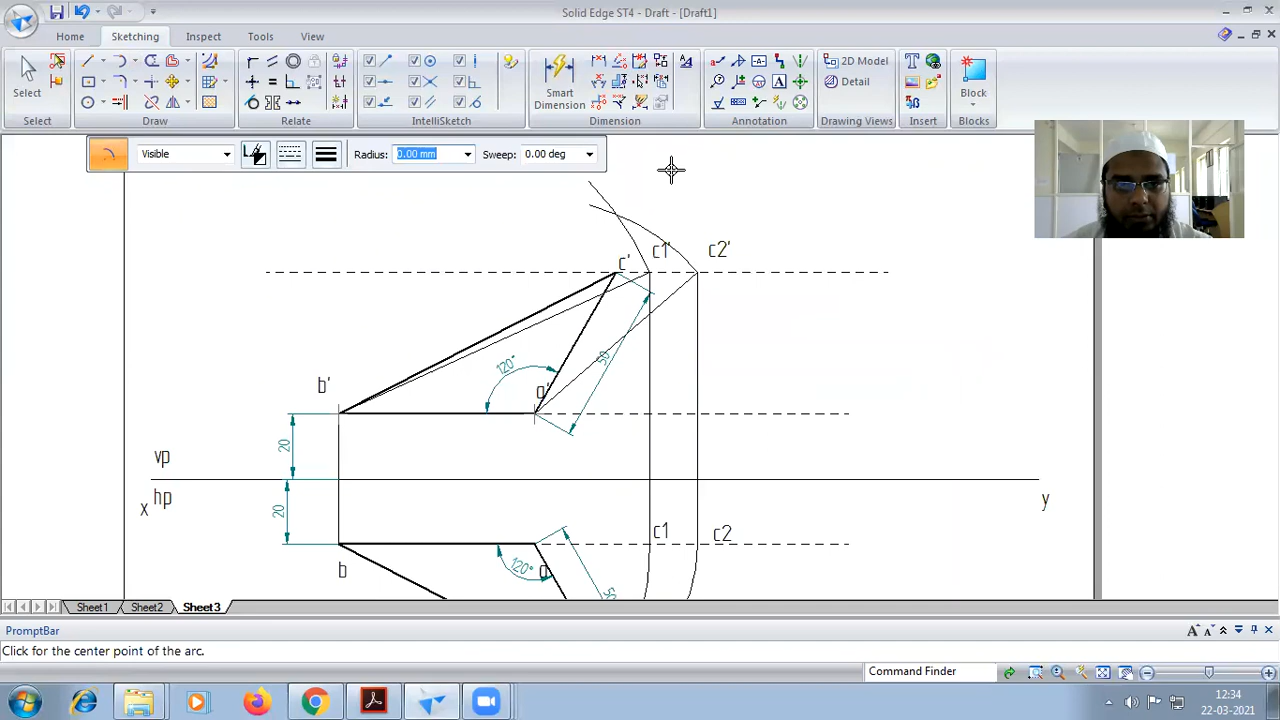 Solid Edge ST4 - Draft - [Draft1]
Home
Sketching
Inspect
Tools
View
Select
Smart
Dimension
2D Model
Detail
Block
Select
Draw
Relate
IntelliSketch
Dimension
Annotation
Drawing Views
Insert
Blocks
Visible
Radius:
0.00 mm
Sweep:
0.00 deg
c'
c1'
c2'
120°
50
b'
a'
20
vp
hp
x
y
20
c1
c2
b
120°
a
50
Sheet1
Sheet2
Sheet3
PromptBar
Click for the center point of the arc.
Command Finder
12:34
22-03-2021